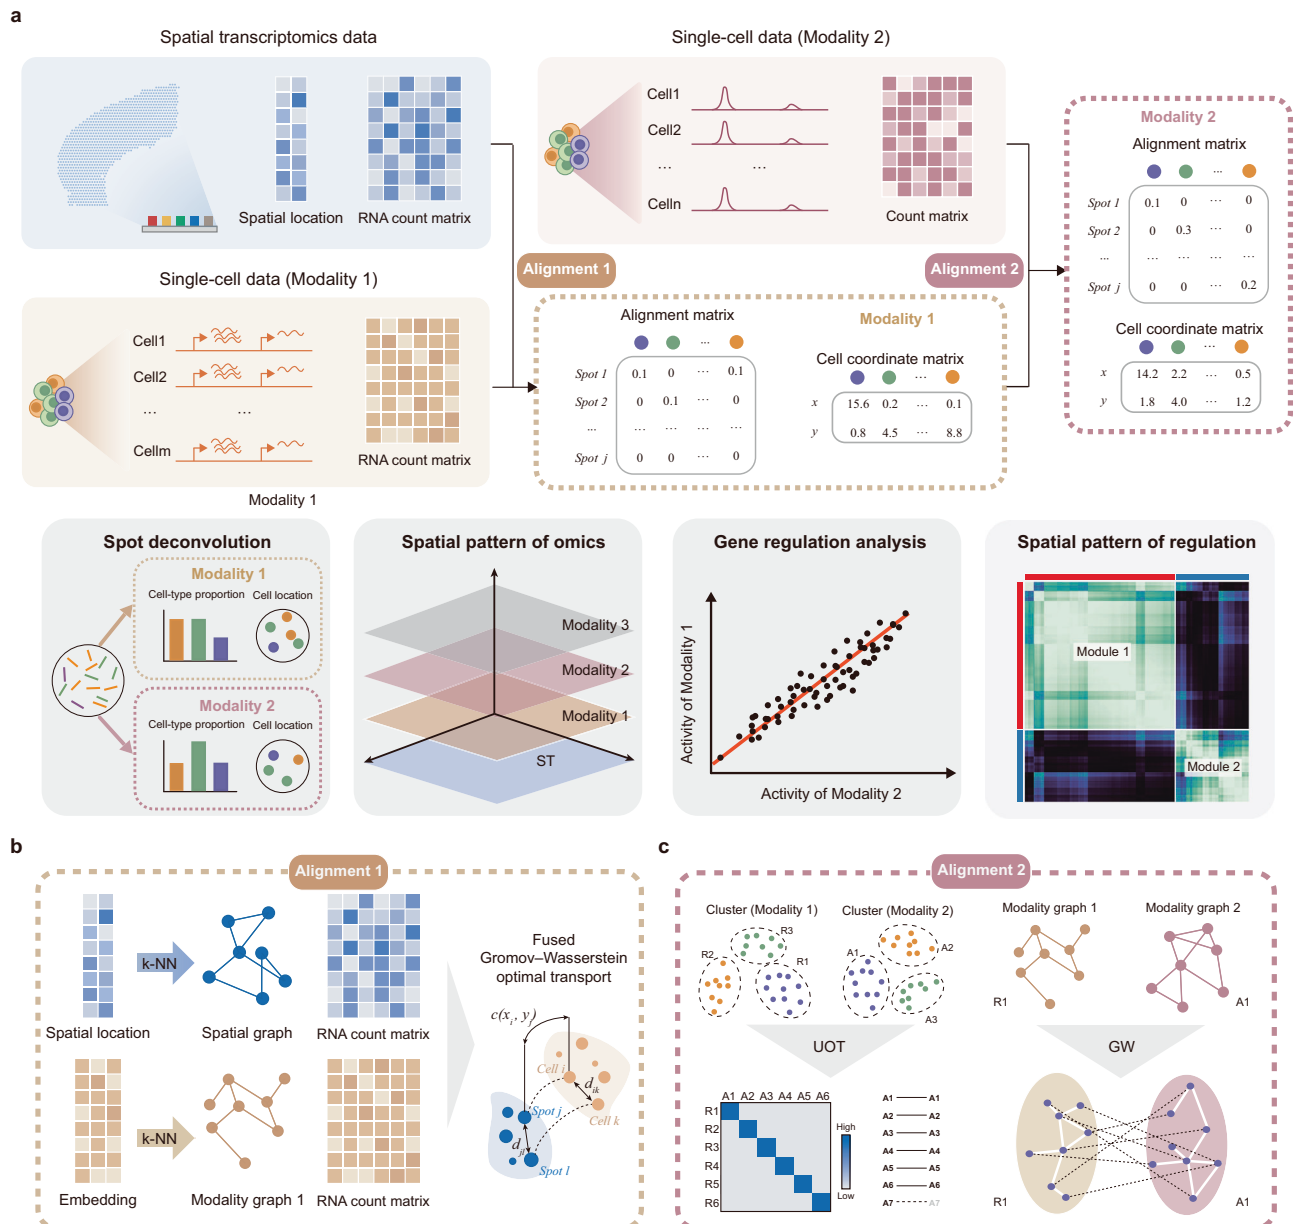 a
Spatial transcriptomics data
Spatial location
RNA count matrix
Single-cell data (Modality 2)
Cell1
Cell2
...
...
Celln
Count matrix
Single-cell data (Modality 1)
Cell1
Cell2
...
...
Cellm
RNA count matrix
Modality 1
Alignment 1
Alignment 2
Alignment matrix
...
Spot 1 0.1 0 ... 0.1
Spot 2 0 0.1 ... 0
... ... ... ... ...
Spot j 0 0 ... 0
Modality 1
Cell coordinate matrix
...
x 15.6 0.2 ... 0.1
y 0.8 4.5 ... 8.8
Modality 2
Alignment matrix
...
Spot 1 0.1 0 ... 0
Spot 2 0 0.3 ... 0
... ... ... ... ...
Spot j 0 0 ... 0.2
Cell coordinate matrix
...
x 14.2 2.2 ... 0.5
y 1.8 4.0 ... 1.2
Spot deconvolution
Modality 1
Cell-type proportion
Cell location
Modality 2
Cell-type proportion
Cell location
Spatial pattern of omics
Modality 3
Modality 2
Modality 1
ST
Gene regulation analysis
Activity of Modality 1
Activity of Modality 2
Spatial pattern of regulation
Module 1
Module 2
b
Alignment 1
k-NN
Spatial location
Spatial graph
RNA count matrix
k-NN
Embedding
Modality graph 1
RNA count matrix
Fused
Gromov–Wasserstein
optimal transport
c(xi, yj)
Cell i
dik
Cell k
Spot j
djl
Spot l
c
Alignment 2
Cluster (Modality 1)
R3
R2
R1
Cluster (Modality 2)
A1
A2
A3
UOT
A1 A2 A3 A4 A5 A6
R1
R2
R3
R4
R5
R6
High
Low
A1 A1
A2 A2
A3 A3
A4 A4
A5 A5
A6 A6
A7 A7
Modality graph 1
R1
Modality graph 2
A1
GW
R1
A1